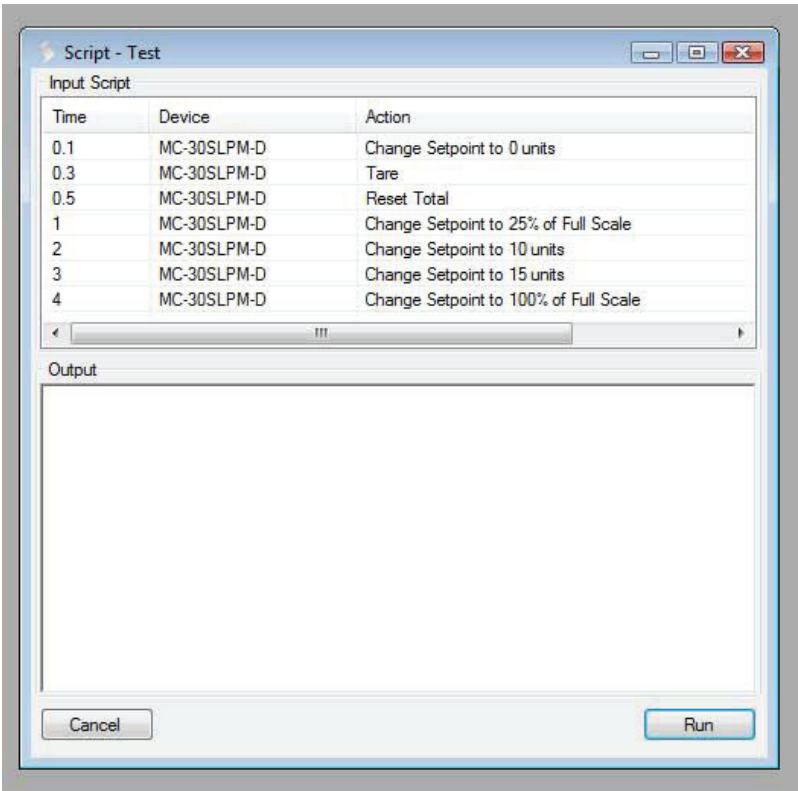 Script - Test
Input Script
Time Device Action
0.1 MC-30SLPM-D Change Setpoint to 0 units
0.3 MC-30SLPM-D Tare
0.5 MC-30SLPM-D Reset Total
1 MC-30SLPM-D Change Setpoint to 25% of Full Scale
2 MC-30SLPM-D Change Setpoint to 10 units
3 MC-30SLPM-D Change Setpoint to 15 units
4 MC-30SLPM-D Change Setpoint to 100% of Full Scale
Output
Cancel Run